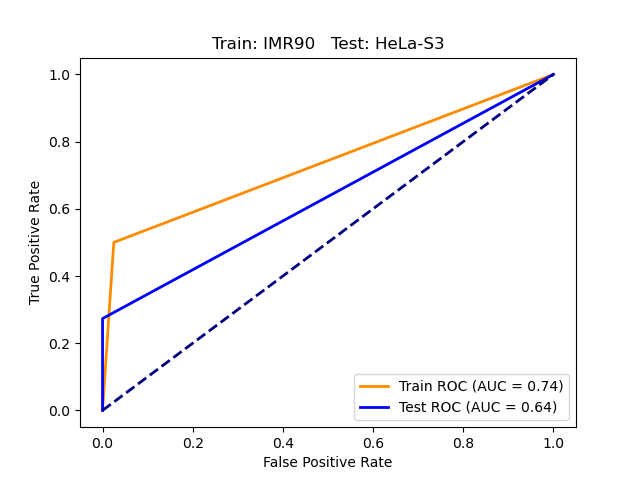 Train: IMR90   Test: HeLa-S3
True Positive Rate
1.0
0.8
0.6
0.4
0.2
0.0
Train ROC (AUC = 0.74)
Test ROC (AUC = 0.64)
0.0 0.2 0.4 0.6 0.8 1.0
False Positive Rate